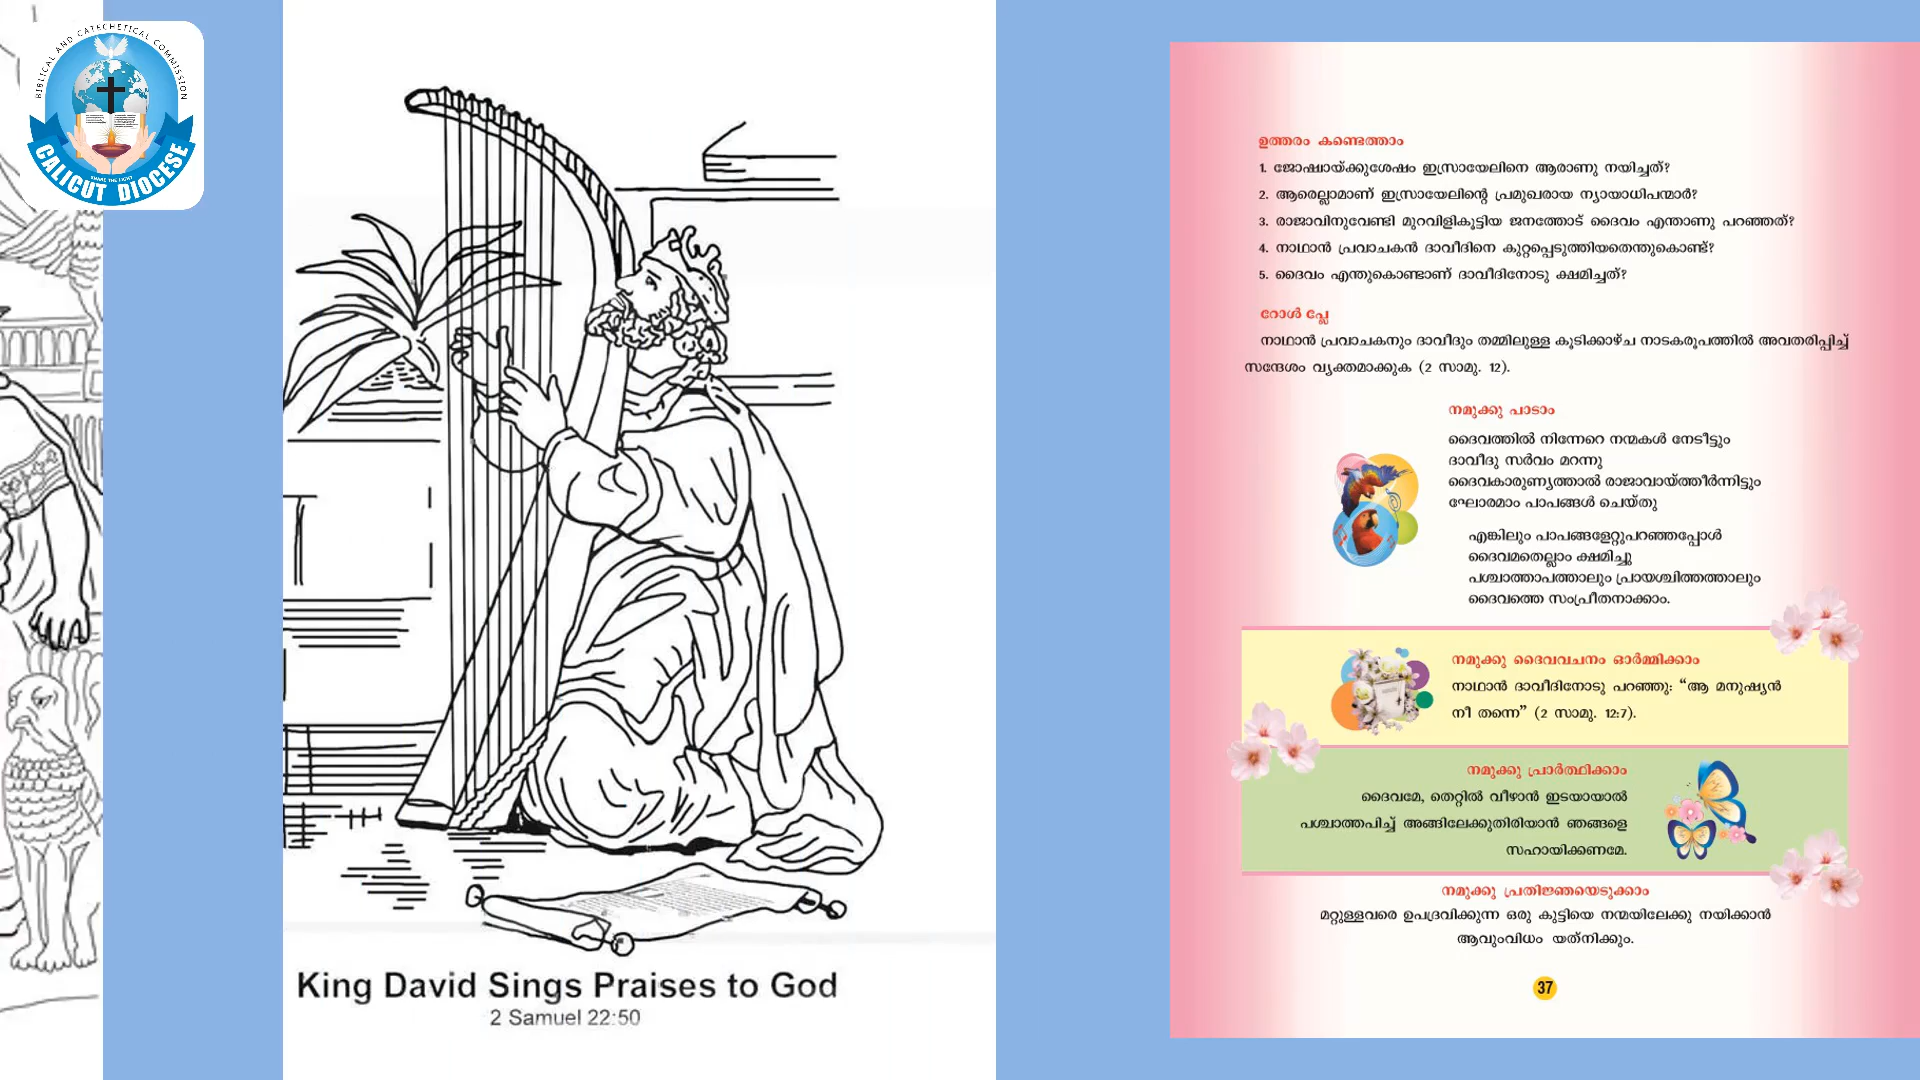 1
BIBLICAL AND CATECHETICAL COMMISSION
SHARE THE LIGHT
CALICUT DIOCESE
King David Sings Praises to God
2 Samuel 22:50
ഉത്തരം കണ്ടെത്താം
1. ജോഷ്വായ്ക്കുശേഷം ഇസ്രായേലിനെ ആരാണു നയിച്ചത്?
2. ആരെല്ലാമാണ് ഇസ്രായേലിന്റെ പ്രമുഖരായ ന്യായാധിപന്മാർ?
3. രാജാവിനുവേണ്ടി മുറവിളികൂട്ടിയ ജനത്തോട് ദൈവം എന്താണു പറഞ്ഞത്?
4. നാഥാൻ പ്രവാചകൻ ദാവീദിനെ കുറ്റപ്പെടുത്തിയതെന്തുകൊണ്ട്?
5. ദൈവം എന്തുകൊണ്ടാണ് ദാവീദിനോടു ക്ഷമിച്ചത്?
റോൾ പ്ലേ
നാഥാൻ പ്രവാചകനും ദാവീദും തമ്മിലുള്ള കൂടിക്കാഴ്ച നാടകരൂപത്തിൽ അവതരിപ്പിച്ച്
സന്ദേശം വ്യക്തമാക്കുക (2 സാമു. 12).
നമുക്കു പാടാം
ദൈവത്തിൽ നിന്നേറെ നന്മകൾ നേടീട്ടും
ദാവീദു സർവം മറന്നു
ദൈവകാരുണ്യത്താൽ രാജാവായ്ത്തീർന്നിട്ടും
ഘോരമാം പാപങ്ങൾ ചെയ്തു
എങ്കിലും പാപങ്ങളേറ്റുപറഞ്ഞപ്പോൾ
ദൈവമതെല്ലാം ക്ഷമിച്ചു
പശ്ചാത്താപത്താലും പ്രായശ്ചിത്തത്താലും
ദൈവത്തെ സംപ്രീതനാക്കാം.
നമുക്കു ദൈവവചനം ഓർമ്മിക്കാം
നാഥാൻ ദാവീദിനോടു പറഞ്ഞു: “ആ മനുഷ്യൻ
നീ തന്നെ” (2 സാമു. 12:7).
നമുക്കു പ്രാർത്ഥിക്കാം
ദൈവമേ, തെറ്റിൽ വീഴാൻ ഇടയായാൽ
പശ്ചാത്തപിച്ച് അങ്ങിലേക്കുതിരിയാൻ ഞങ്ങളെ
സഹായിക്കണമേ.
നമുക്കു പ്രതിജ്ഞയെടുക്കാം
മറ്റുള്ളവരെ ഉപദ്രവിക്കുന്ന ഒരു കുട്ടിയെ നന്മയിലേക്കു നയിക്കാൻ
ആവുംവിധം യത്നിക്കും.
37